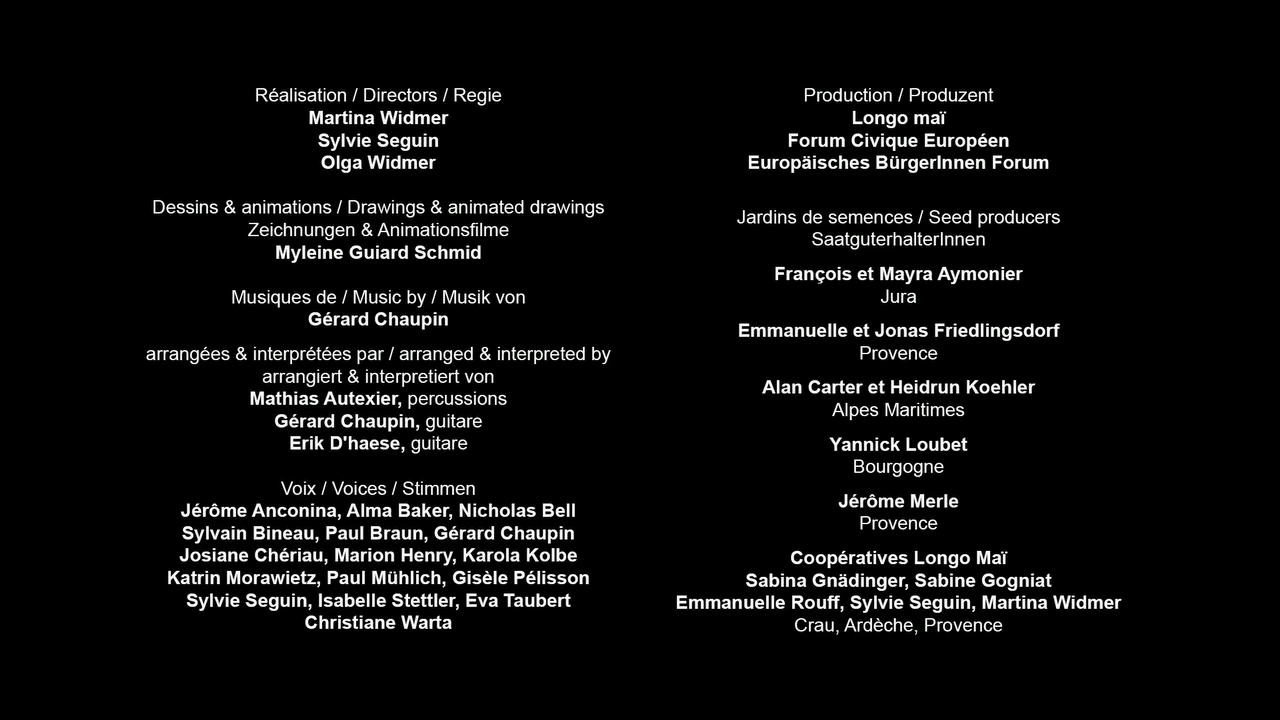 Réalisation / Directors / Regie
Martina Widmer
Sylvie Seguin
Olga Widmer
Dessins & animations / Drawings & animated drawings
Zeichnungen & Animationsfilme
Myleine Guiard Schmid
Musiques de / Music by / Musik von
Gérard Chaupin
arrangées & interprétées par / arranged & interpreted by
arrangiert & interpretiert von
Mathias Autexier, percussions
Gérard Chaupin, guitare
Erik D'haese, guitare
Voix / Voices / Stimmen
Jérôme Anconina, Alma Baker, Nicholas Bell
Sylvain Bineau, Paul Braun, Gérard Chaupin
Josiane Chériau, Marion Henry, Karola Kolbe
Katrin Morawietz, Paul Mühlich, Gisèle Pélisson
Sylvie Seguin, Isabelle Stettler, Eva Taubert
Christiane Warta
Production / Produzent
Longo maï
Forum Civique Européen
Europäisches BürgerInnen Forum
Jardins de semences / Seed producers
SaatguterhalterInnen
François et Mayra Aymonier
Jura
Emmanuelle et Jonas Friedlingsdorf
Provence
Alan Carter et Heidrun Koehler
Alpes Maritimes
Yannick Loubet
Bourgogne
Jérôme Merle
Provence
Coopératives Longo Maï
Sabina Gnädinger, Sabine Gogniat
Emmanuelle Rouff, Sylvie Seguin, Martina Widmer
Crau, Ardèche, Provence